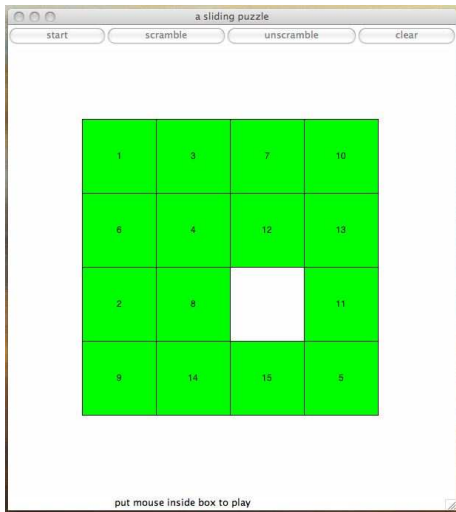 a sliding puzzle
start scramble unscramble clear
1 3 7 10
6 4 12 13
2 8 11
9 14 15 5
put mouse inside box to play